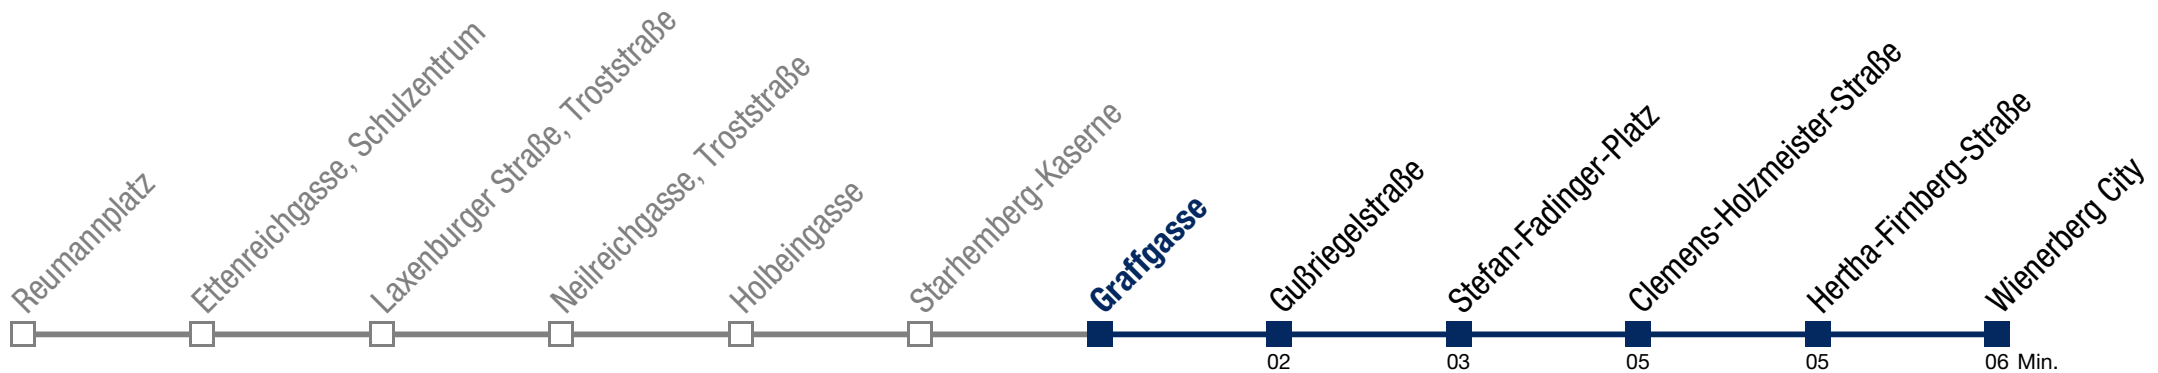 Reumannplatz
Ettenreichgasse, Schulzentrum
Laxenburger Straße, Troststraße
Neilreichgasse, Troststraße
Holbeingasse
Starhemberg-Kaserne
Graffgasse
Gußriegelstraße
Stefan-Fadinger-Platz
Clemens-Holzmeister-Straße
Hertha-Firnberg-Straße
Wienerberg City
02 03 05 05 06 Min.